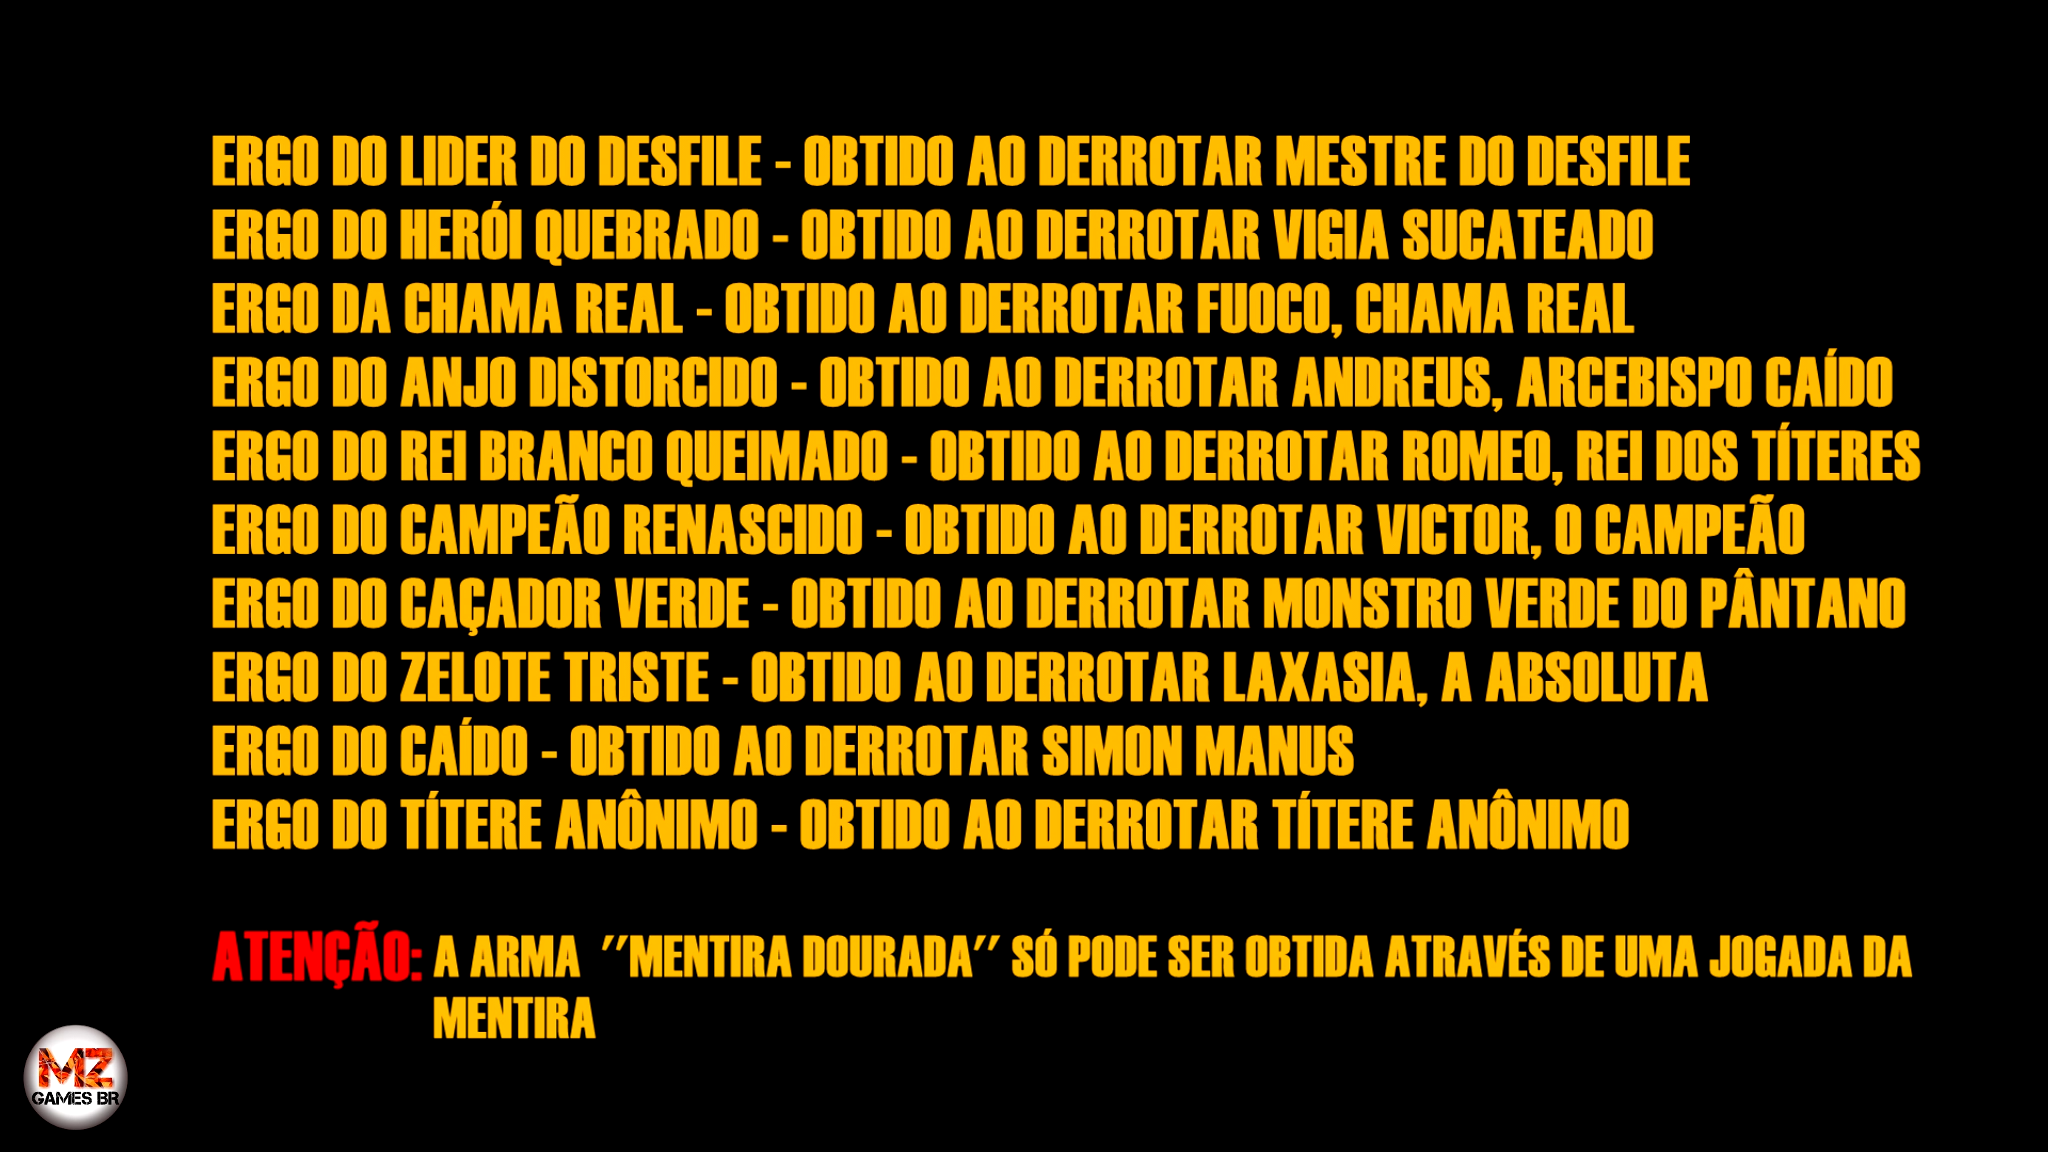 ERGO DO LIDER DO DESFILE - OBTIDO AO DERROTAR MESTRE DO DESFILE
ERGO DO HERÓI QUEBRADO - OBTIDO AO DERROTAR VIGIA SUCATEADO
ERGO DA CHAMA REAL - OBTIDO AO DERROTAR FUOCO, CHAMA REAL
ERGO DO ANJO DISTORCIDO - OBTIDO AO DERROTAR ANDREUS, ARCEBISPO CAÍDO
ERGO DO REI BRANCO QUEIMADO - OBTIDO AO DERROTAR ROMEO, REI DOS TÍTERES
ERGO DO CAMPEÃO RENASCIDO - OBTIDO AO DERROTAR VICTOR, O CAMPEÃO
ERGO DO CAÇADOR VERDE - OBTIDO AO DERROTAR MONSTRO VERDE DO PÂNTANO
ERGO DO ZELOTE TRISTE - OBTIDO AO DERROTAR LAXASIA, A ABSOLUTA
ERGO DO CAÍDO - OBTIDO AO DERROTAR SIMON MANUS
ERGO DO TÍTERE ANÔNIMO - OBTIDO AO DERROTAR TÍTERE ANÔNIMO
ATENÇÃO: A ARMA ''MENTIRA DOURADA'' SÓ PODE SER OBTIDA ATRAVÉS DE UMA JOGADA DA
MENTIRA
MZ
GAMES BR